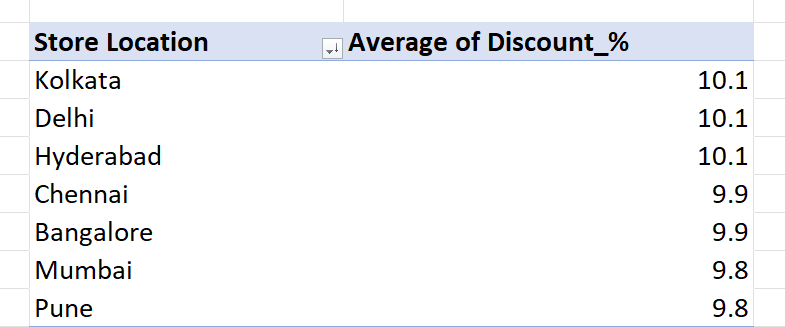 Store Location Average of Discount_%
Kolkata 10.1
Delhi 10.1
Hyderabad 10.1
Chennai 9.9
Bangalore 9.9
Mumbai 9.8
Pune 9.8